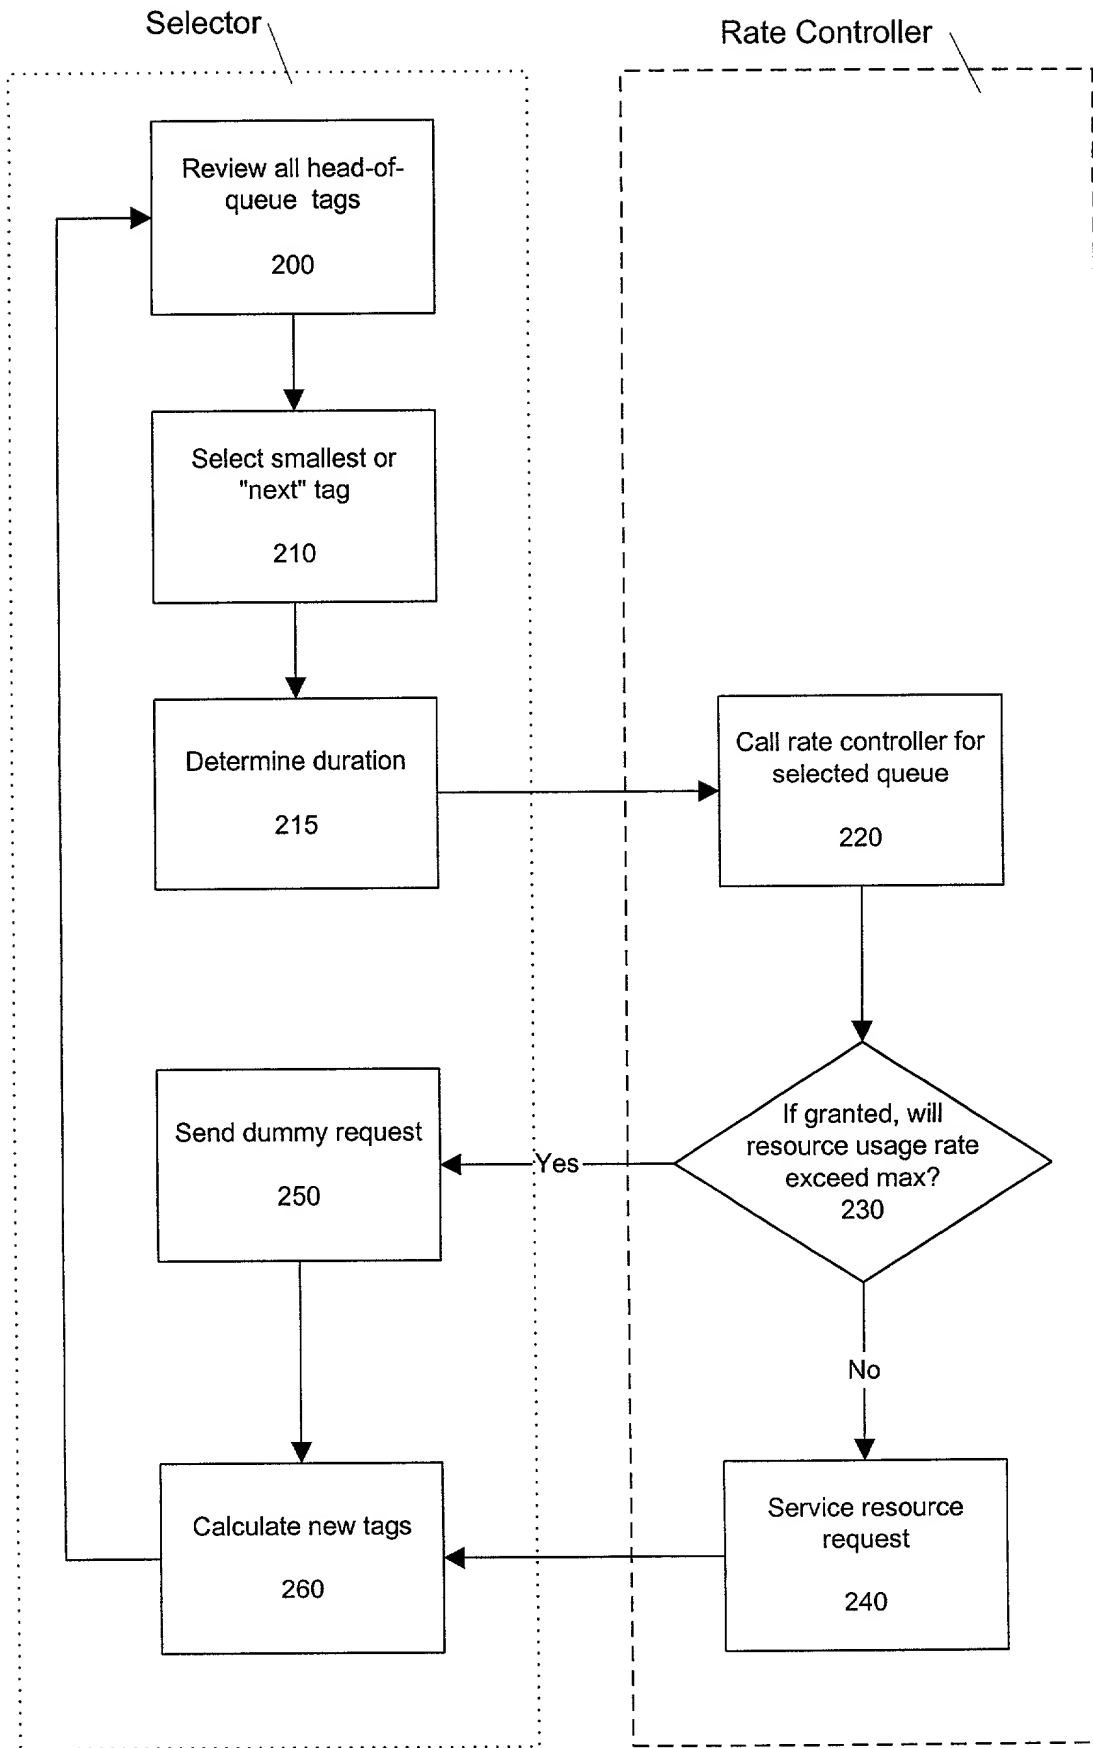 Selector
Rate Controller
Review all head-of-
queue tags
200
Select smallest or
"next" tag
210
Determine duration
215
Call rate controller for
selected queue
220
If granted, will
resource usage rate
exceed max?
230
Yes
Send dummy request
250
No
Calculate new tags
260
Service resource
request
240